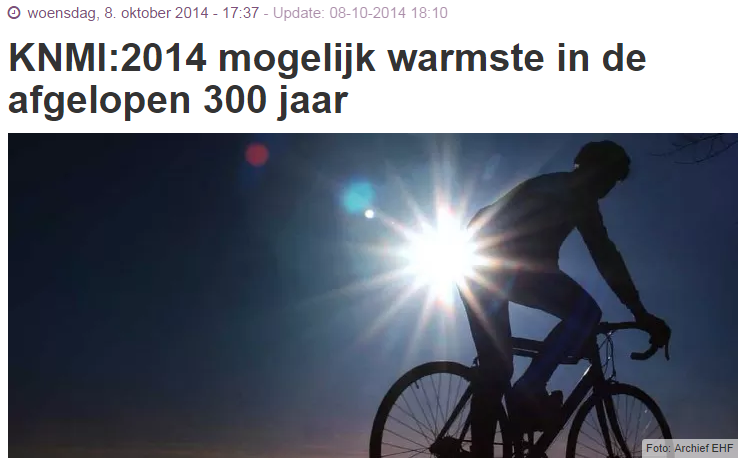 woensdag, 8. oktober 2014 - 17:37 - Update: 08-10-2014 18:10
KNMI:2014 mogelijk warmste in de
afgelopen 300 jaar
Foto: Archief EHF